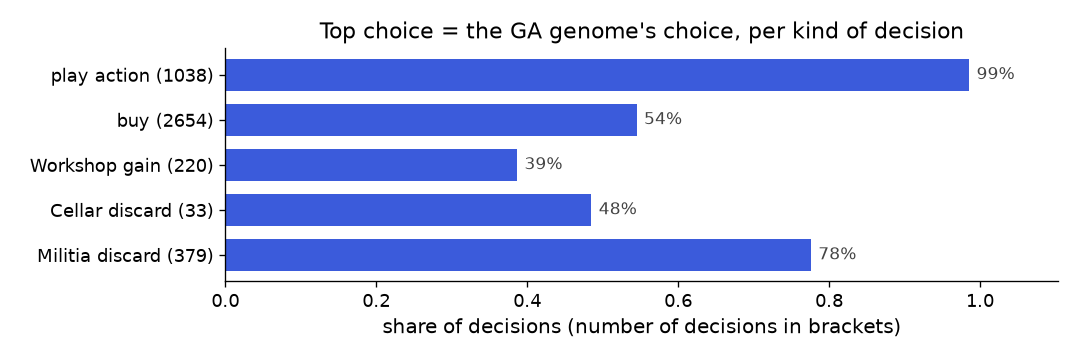 Top choice = the GA genome's choice, per kind of decision
play action (1038)
99%
buy (2654)
54%
Workshop gain (220)
39%
Cellar discard (33)
48%
Militia discard (379)
78%
0.0 0.2 0.4 0.6 0.8 1.0
share of decisions (number of decisions in brackets)